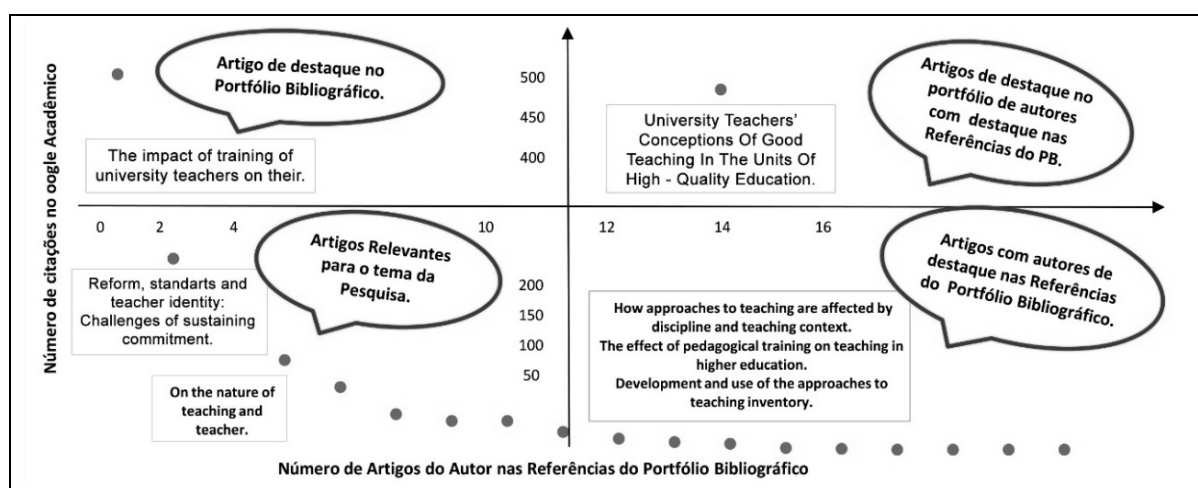 Número de citações no oogle Acadêmico
Artigo de destaque no
Portfólio Bibliográfico.
The impact of training of
university teachers on their.
500
450
400
University Teachers’
Conceptions Of Good
Teaching In The Units Of
High - Quality Education.
Artigos de destaque no
portfólio de autores
com destaque nas
Referências do PB.
0 2 4 10 12 14 16
Reform, standarts and
teacher identity:
Challenges of sustaining
commitment.
Artigos Relevantes
para o tema da
Pesquisa.
On the nature of
teaching and
teacher.
200
150
100
50
How approaches to teaching are affected by
discipline and teaching context.
The effect of pedagogical training on teaching in
higher education.
Development and use of the approaches to
teaching inventory.
Artigos com autores de
destaque nas Referências
do Portfólio Bibliográfico.
Número de Artigos do Autor nas Referências do Portfólio Bibliográfico